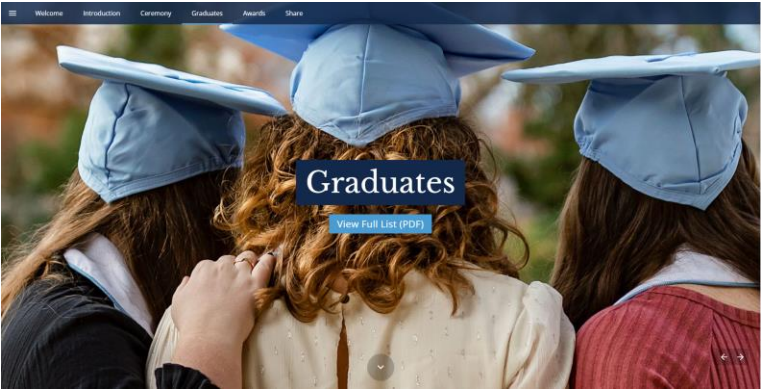 Welcome Introduction Ceremony Graduates Awards Share
Graduates
View Full List (PDF)